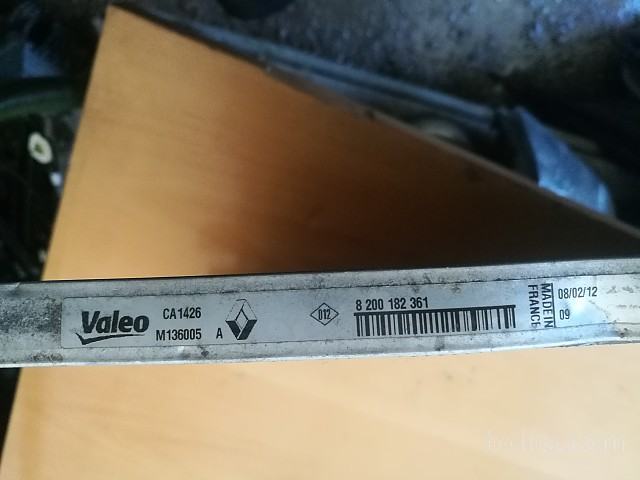 Valeo
CA1426
M136005 A
012
8 200 182 361
MADE IN
FRANCE
08/02/12
09